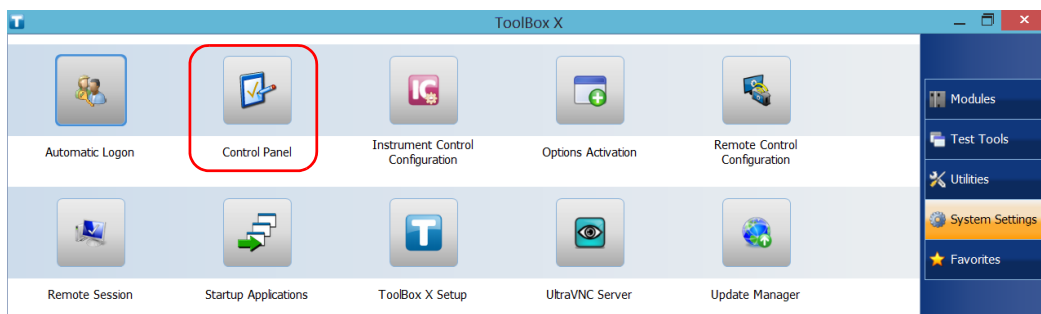 ToolBox X
Automatic Logon
Control Panel
Instrument Control
Configuration
Options Activation
Remote Control
Configuration
Remote Session
Startup Applications
ToolBox X Setup
UltraVNC Server
Update Manager
Modules
Test Tools
Utilities
System Settings
Favorites